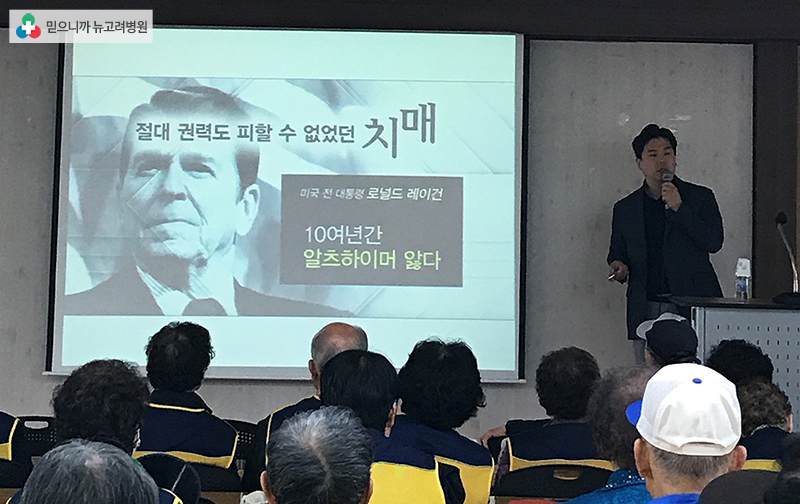 믿으니까 뉴고려병원
절대 권력도 피할 수 없었던 치매
미국 전 대통령 로널드 레이건
10여년간
알츠하이머 앓다